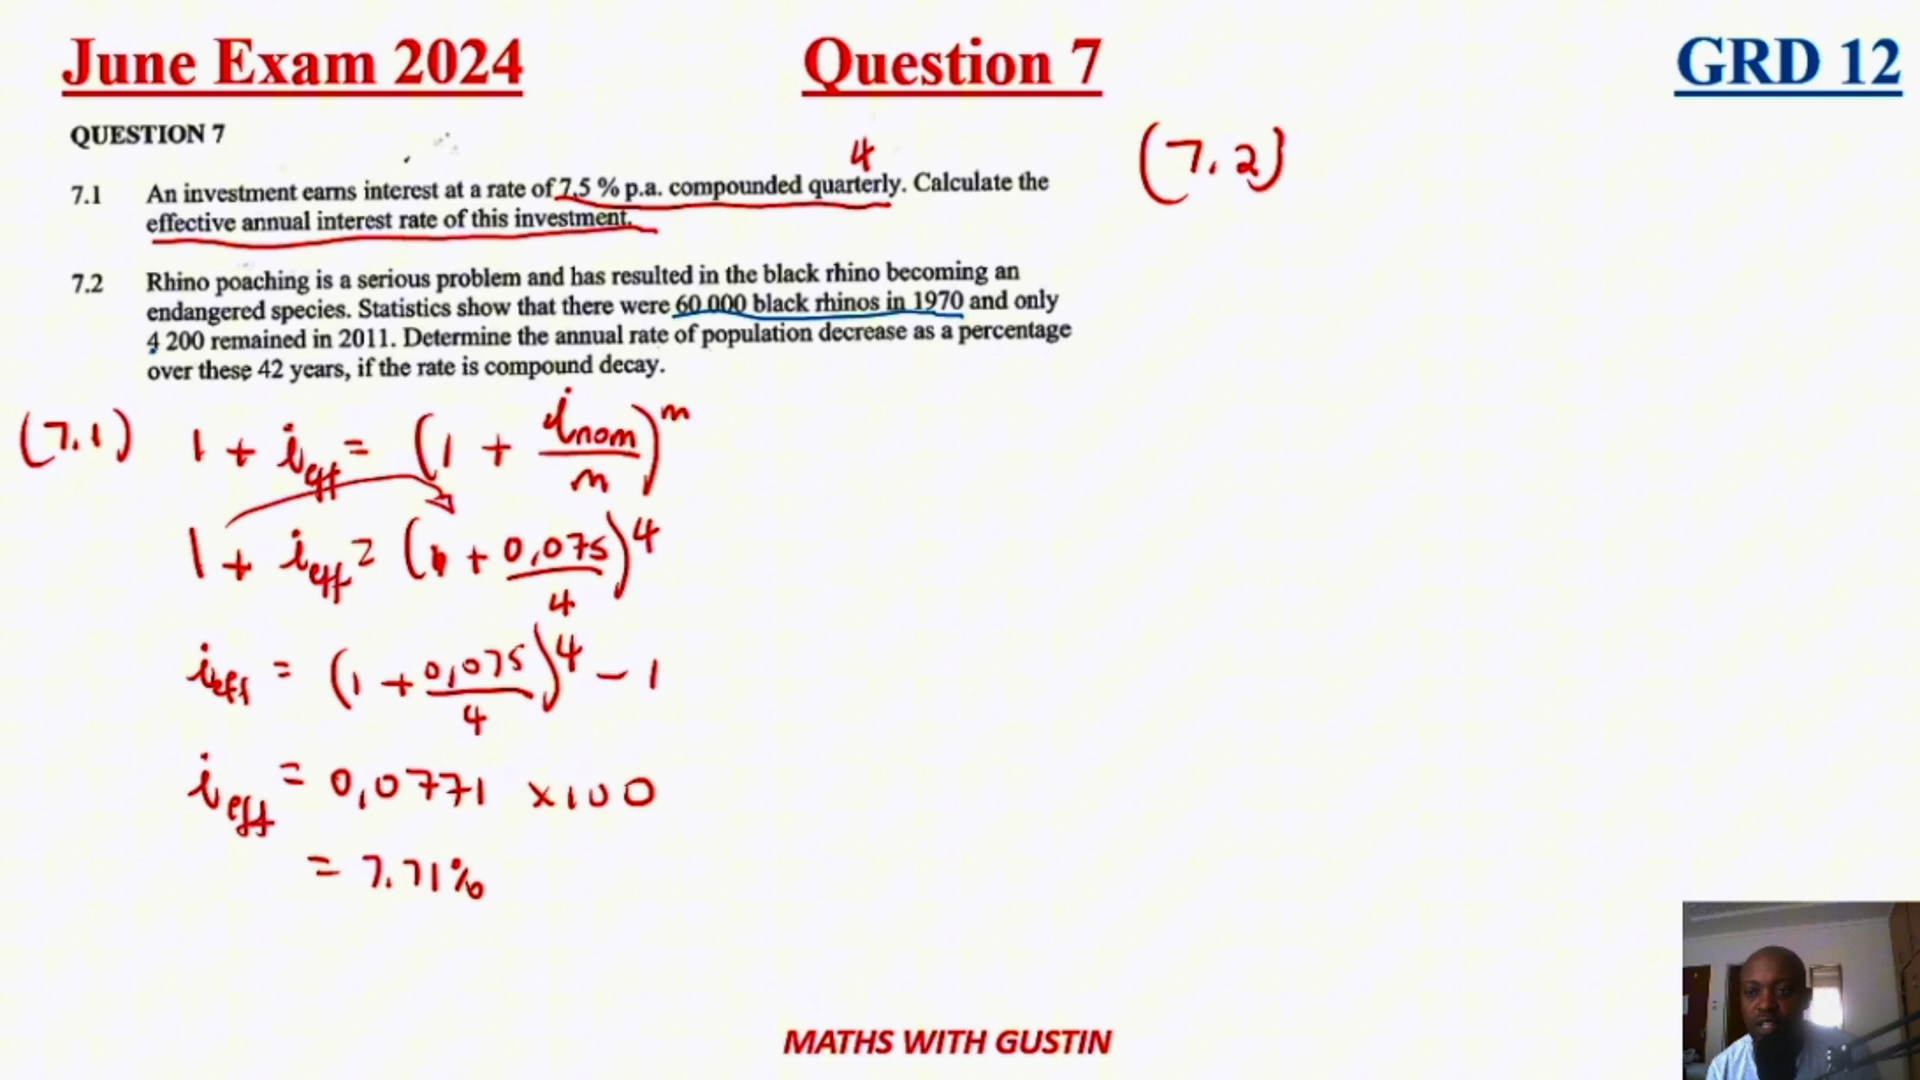 June Exam 2024
Question 7
GRD 12
QUESTION 7
7.1 An investment earns interest at a rate of 7,5 % p.a. compounded quarterly. Calculate the
effective annual interest rate of this investment.
4
7.2 Rhino poaching is a serious problem and has resulted in the black rhino becoming an
endangered species. Statistics show that there were 60 000 black rhinos in 1970 and only
4 200 remained in 2011. Determine the annual rate of population decrease as a percentage
over these 42 years, if the rate is compound decay.
(7.1) 1 + i_eff = (1 + i_nom/m)^m
1 + i_eff = (1 + 0,075/4)^4
i_eff = (1 + 0,075/4)^4 - 1
i_eff = 0,0771 ×100
= 7.71%
(7.2)
MATHS WITH GUSTIN